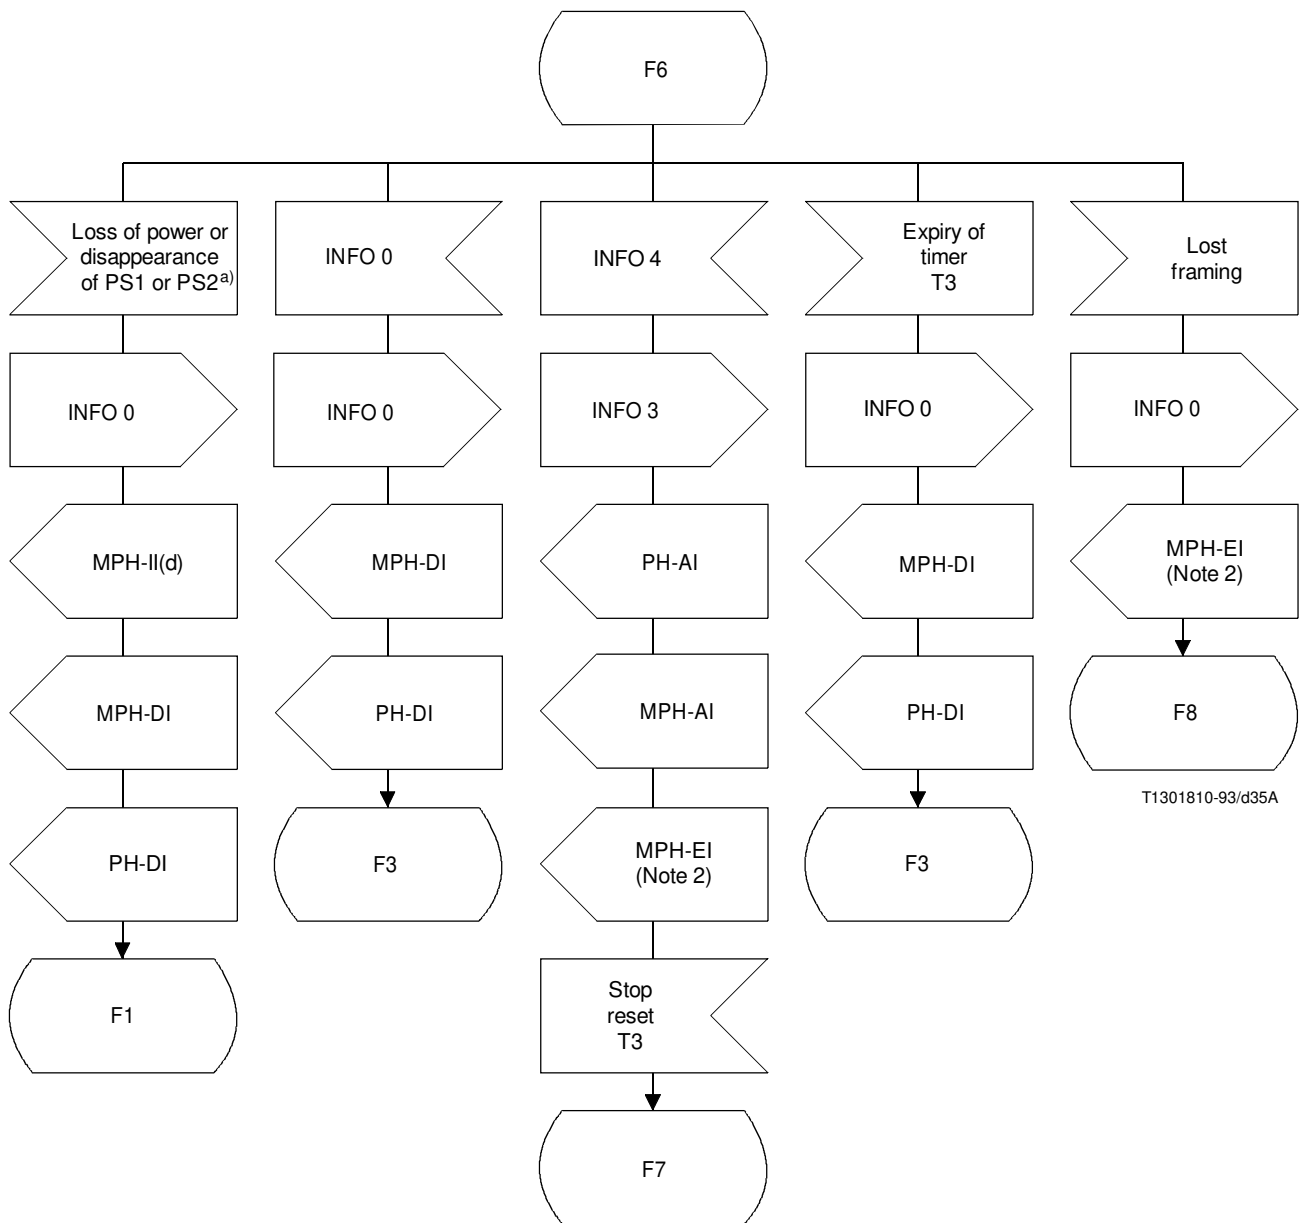 F6
Loss of power or
disappearance
of PS1 or PS2a)
INFO 0
INFO 4
Expiry of
timer
T3
Lost
framing
INFO 0
INFO 0
INFO 3
INFO 0
INFO 0
MPH-II(d)
MPH-DI
PH-AI
MPH-DI
MPH-EI
(Note 2)
MPH-DI
PH-DI
MPH-AI
PH-DI
F8
T1301810-93/d35A
PH-DI
F3
MPH-EI
(Note 2)
F3
F1
Stop
reset
T3
F7